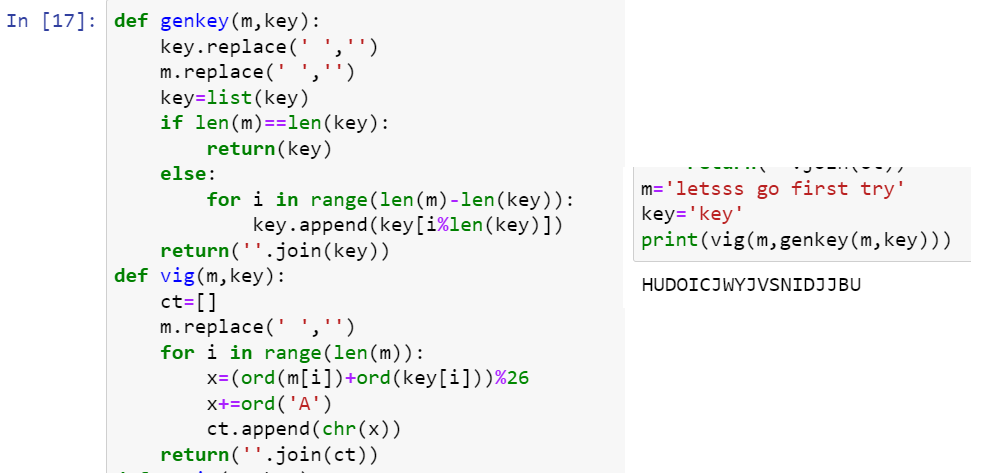 In [17]: def genkey(m,key):
    key.replace(' ','')
    m.replace(' ','')
    key=list(key)
    if len(m)==len(key):
        return(key)
    else:
        for i in range(len(m)-len(key)):
            key.append(key[i%len(key)])
    return(''.join(key))
def vig(m,key):
    ct=[]
    m.replace(' ','')
    for i in range(len(m)):
        x=(ord(m[i])+ord(key[i]))%26
        x+=ord('A')
        ct.append(chr(x))
    return(''.join(ct))
m='letsss go first try'
key='key'
print(vig(m,genkey(m,key)))
HUDOICJWYJVSNIDJJBU